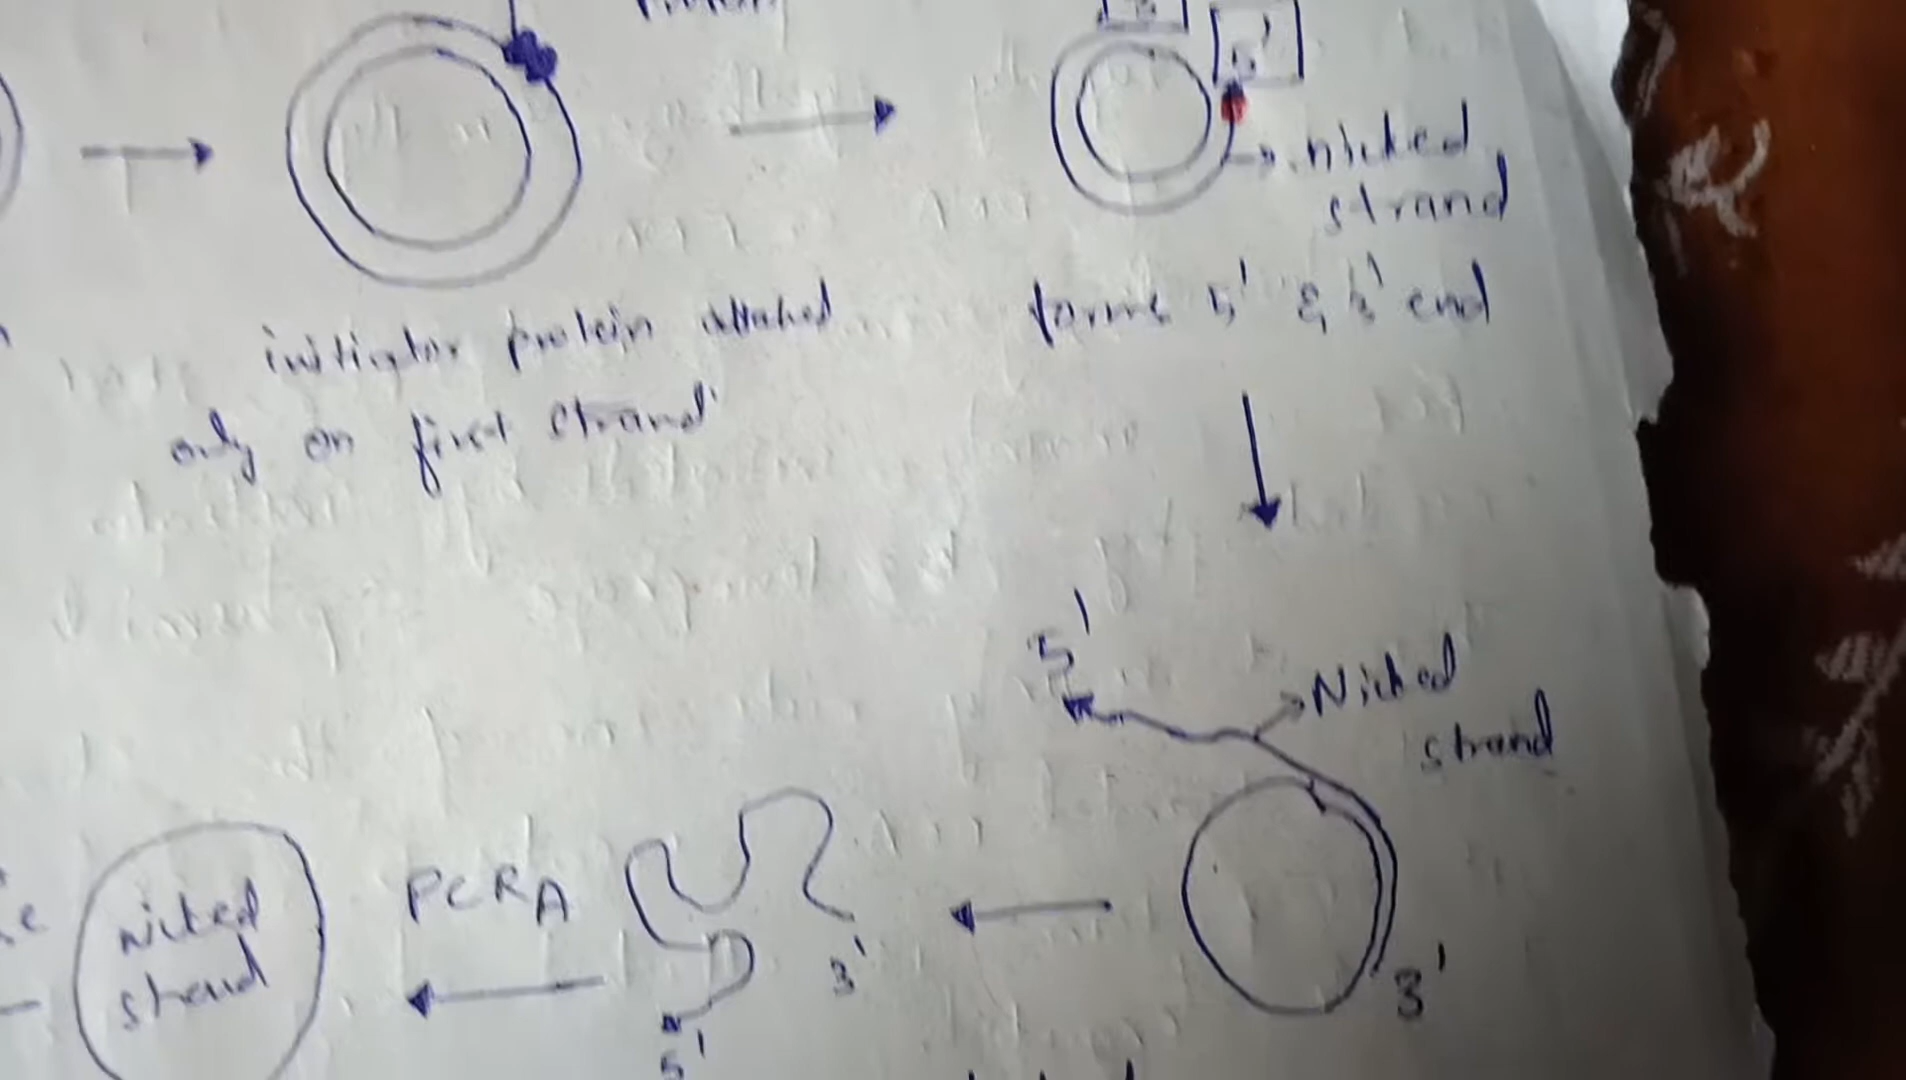 5'
nicked
strand
initiator protein attached
only on first strand
forms 5' & 3' end
5'
Nicked
strand
PCRA
nicked
strand
3'
3'
5'